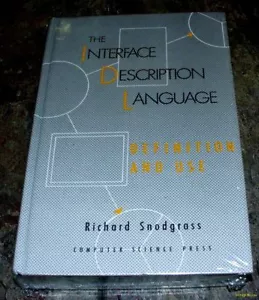 THE
INTERFACE
DESCRIPTION
LANGUAGE
DEFINITION
AND USE
Richard Snodgrass
COMPUTER SCIENCE PRESS